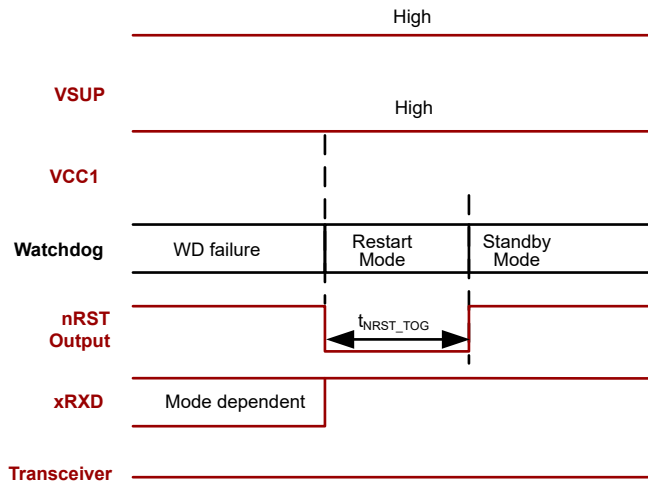 High
VSUP
High
VCC1
Watchdog
WD failure
Restart
Mode
Standby
Mode
nRST
Output
tNRST_TOG
xRXD
Mode dependent
Transceiver